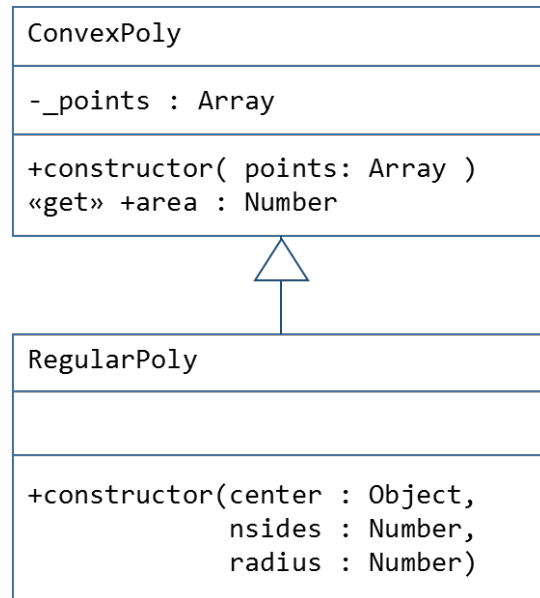 ConvexPoly
-_points : Array
+constructor( points: Array )
«get» +area : Number
RegularPoly
+constructor(center : Object,
nsides : Number,
radius : Number)